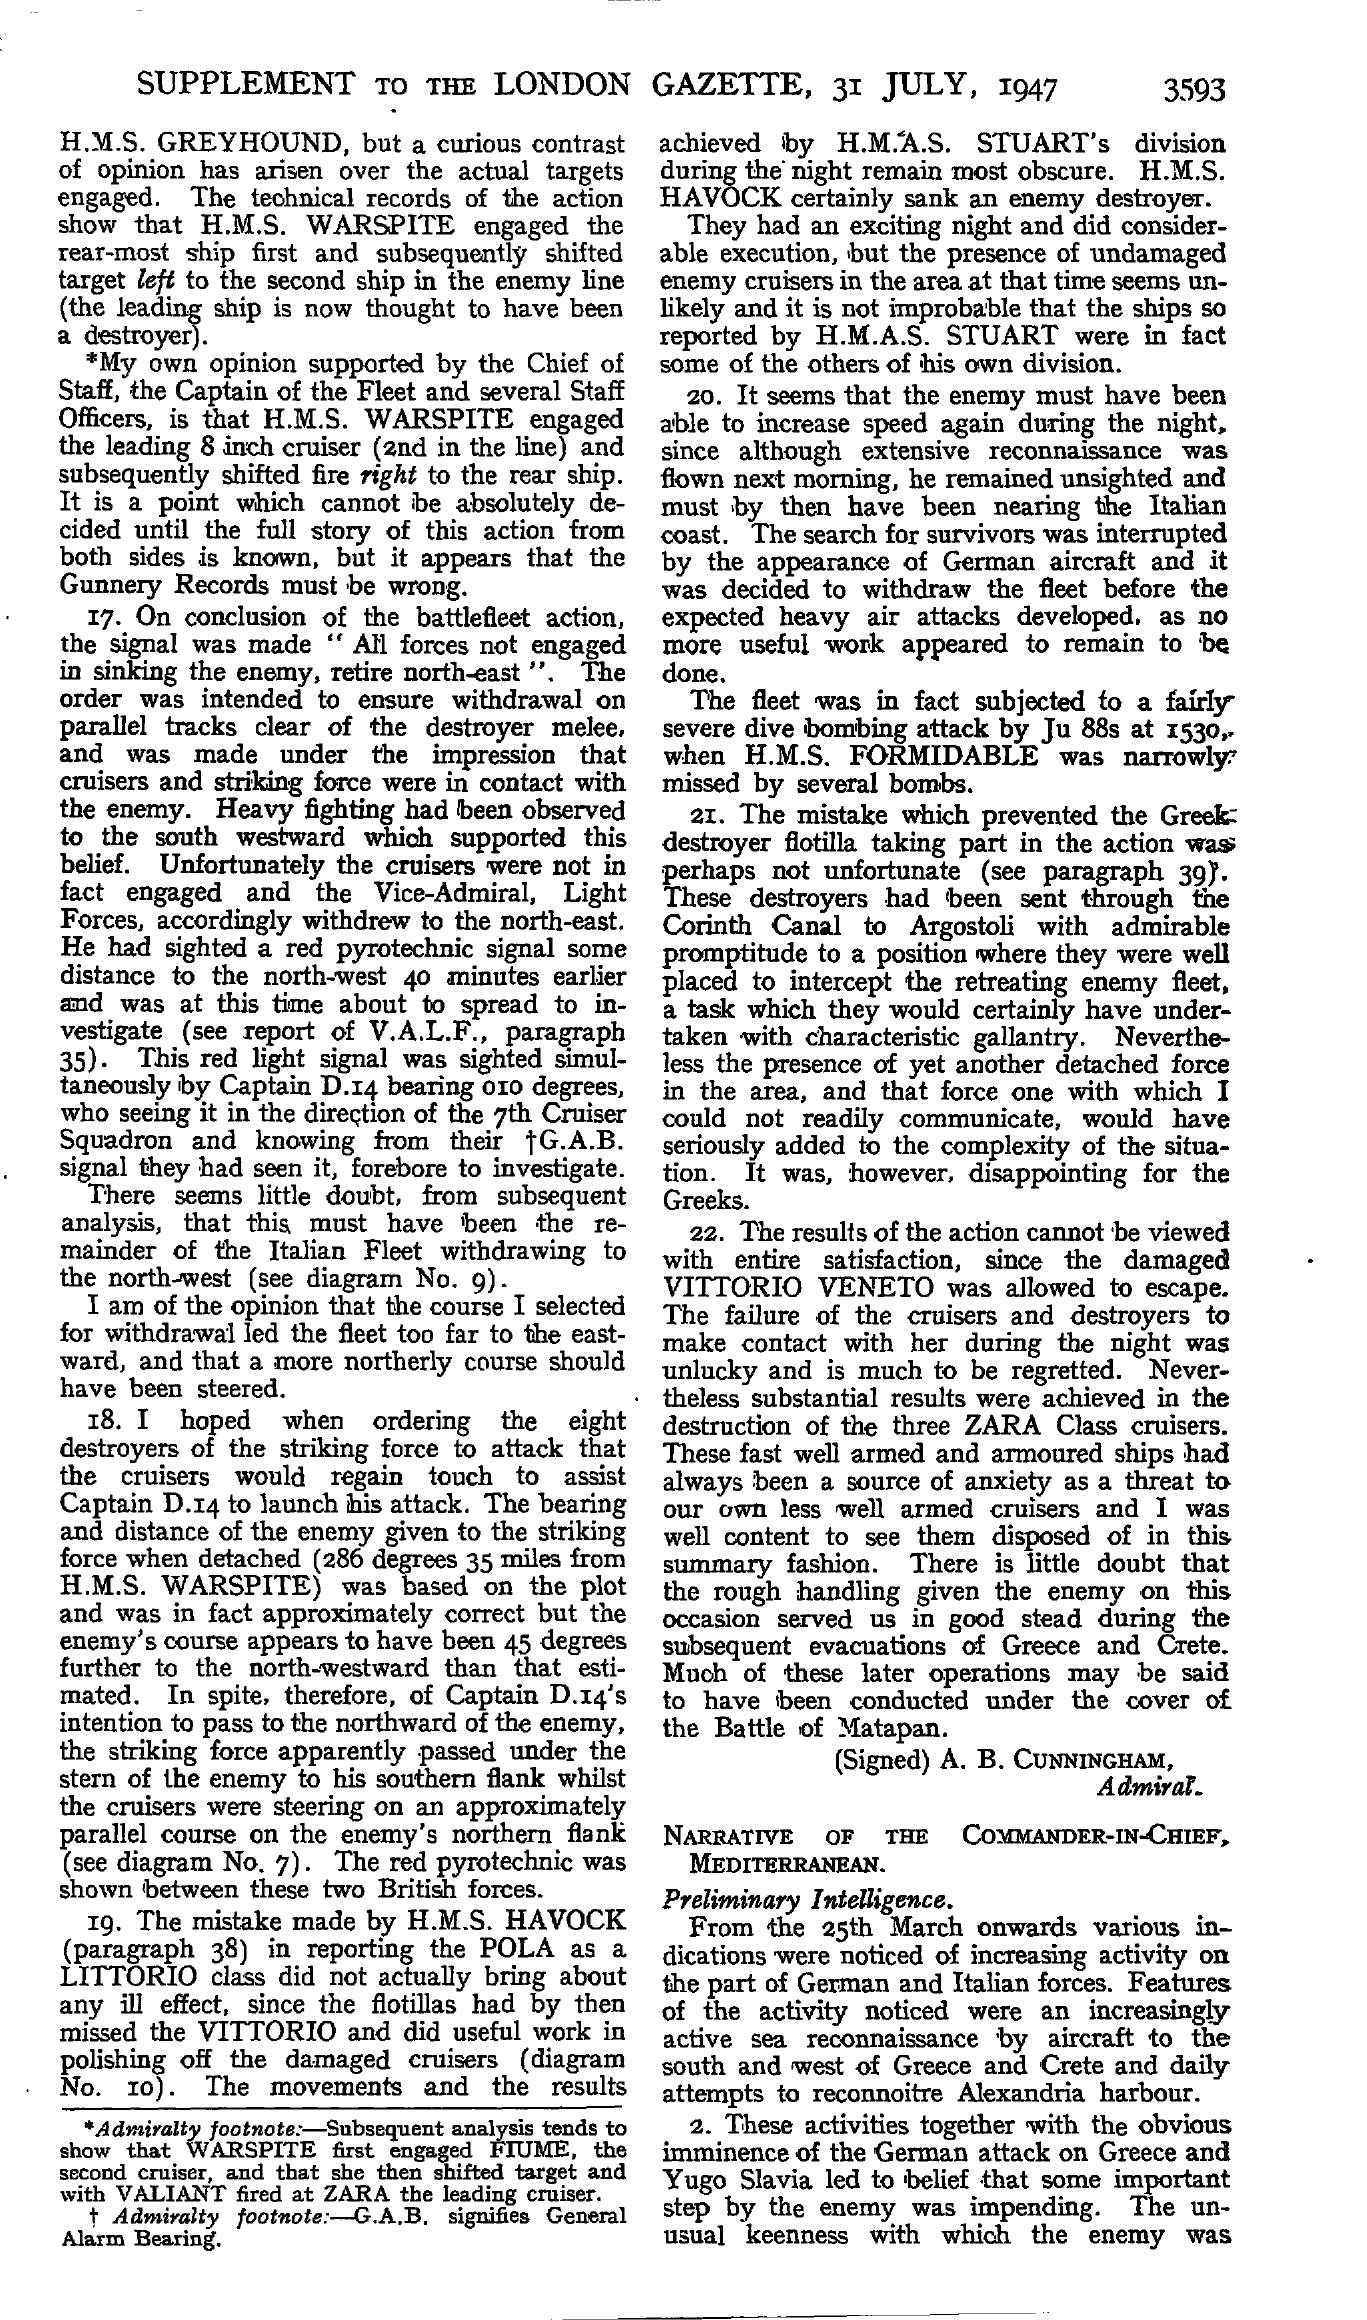 SUPPLEMENT TO THE LONDON GAZETTE, 31 JULY, 1947 3593
H.M.S. GREYHOUND, but a curious contrast
of opinion has arisen over the actual targets
engaged. The technical records of the action
show that H.M.S. WARSPITE engaged the
rear-most ship first and subsequently shifted
target left to the second ship in the enemy line
(the leading ship is now thought to have been
a destroyer).
*My own opinion supported by the Chief of
Staff, the Captain of the Fleet and several Staff
Officers, is that H.M.S. WARSPITE engaged
the leading 8 inch cruiser (2nd in the line) and
subsequently shifted fire right to the rear ship.
It is a point which cannot be absolutely de-
cided until the full story of this action from
both sides is known, but it appears that the
Gunnery Records must be wrong.
17. On conclusion of the battlefleet action,
the signal was made " All forces not engaged
in sinking the enemy, retire north-east ". The
order was intended to ensure withdrawal on
parallel tracks clear of the destroyer melee,
and was made under the impression that
cruisers and striking force were in contact with
the enemy. Heavy fighting had been observed
to the south westward which supported this
belief. Unfortunately the cruisers were not in
fact engaged and the Vice-Admiral, Light
Forces, accordingly withdrew to the north-east.
He had sighted a red pyrotechnic signal some
distance to the north-west 40 minutes earlier
and was at this time about to spread to in-
vestigate (see report of V.A.L.F., paragraph
35). This red light signal was sighted simul-
taneously by Captain D.14 bearing 010 degrees,
who seeing it in the direction of the 7th Cruiser
Squadron and knowing from their †G.A.B.
signal they had seen it, forebore to investigate.
There seems little doubt, from subsequent
analysis, that this must have been the re-
mainder of the Italian Fleet withdrawing to
the north-west (see diagram No. 9).
I am of the opinion that the course I selected
for withdrawal led the fleet too far to the east-
ward, and that a more northerly course should
have been steered.
18. I hoped when ordering the eight
destroyers of the striking force to attack that
the cruisers would regain touch to assist
Captain D.14 to launch his attack. The bearing
and distance of the enemy given to the striking
force when detached (286 degrees 35 miles from
H.M.S. WARSPITE) was based on the plot
and was in fact approximately correct but the
enemy's course appears to have been 45 degrees
further to the north-westward than that esti-
mated. In spite, therefore, of Captain D.14's
intention to pass to the northward of the enemy,
the striking force apparently passed under the
stern of the enemy to his southern flank whilst
the cruisers were steering on an approximately
parallel course on the enemy's northern flank
(see diagram No. 7). The red pyrotechnic was
shown between these two British forces.
19. The mistake made by H.M.S. HAVOCK
(paragraph 38) in reporting the POLA as a
LITTORIO class did not actually bring about
any ill effect, since the flotillas had by then
missed the VITTORIO and did useful work in
polishing off the damaged cruisers (diagram
No. 10). The movements and the results
*Admiralty footnote:—Subsequent analysis tends to
show that WARSPITE first engaged FIUME, the
second cruiser, and that she then shifted target and
with VALIANT fired at ZARA the leading cruiser.
† Admiralty footnote:—G.A.B. signifies General
Alarm Bearing.
achieved by H.M.A.S. STUART's division
during the night remain most obscure. H.M.S.
HAVOCK certainly sank an enemy destroyer.
They had an exciting night and did consider-
able execution, but the presence of undamaged
enemy cruisers in the area at that time seems un-
likely and it is not improbable that the ships so
reported by H.M.A.S. STUART were in fact
some of the others of his own division.
20. It seems that the enemy must have been
able to increase speed again during the night,
since although extensive reconnaissance was
flown next morning, he remained unsighted and
must by then have been nearing the Italian
coast. The search for survivors was interrupted
by the appearance of German aircraft and it
was decided to withdraw the fleet before the
expected heavy air attacks developed, as no
more useful work appeared to remain to be
done.
The fleet was in fact subjected to a fairly
severe dive bombing attack by Ju 88s at 1530,
when H.M.S. FORMIDABLE was narrowly
missed by several bombs.
21. The mistake which prevented the Greek
destroyer flotilla taking part in the action was
perhaps not unfortunate (see paragraph 39).
These destroyers had been sent through the
Corinth Canal to Argostoli with admirable
promptitude to a position where they were well
placed to intercept the retreating enemy fleet,
a task which they would certainly have under-
taken with characteristic gallantry. Neverthe-
less the presence of yet another detached force
in the area, and that force one with which I
could not readily communicate, would have
seriously added to the complexity of the situa-
tion. It was, however, disappointing for the
Greeks.
22. The results of the action cannot be viewed
with entire satisfaction, since the damaged
VITTORIO VENETO was allowed to escape.
The failure of the cruisers and destroyers to
make contact with her during the night was
unlucky and is much to be regretted. Never-
theless substantial results were achieved in the
destruction of the three ZARA Class cruisers.
These fast well armed and armoured ships had
always been a source of anxiety as a threat to
our own less well armed cruisers and I was
well content to see them disposed of in this
summary fashion. There is little doubt that
the rough handling given the enemy on this
occasion served us in good stead during the
subsequent evacuations of Greece and Crete.
Much of these later operations may be said
to have been conducted under the cover of
the Battle of Matapan.
(Signed) A. B. CUNNINGHAM,
Admiral.
NARRATIVE OF THE COMMANDER-IN-CHIEF,
MEDITERRANEAN.
Preliminary Intelligence.
From the 25th March onwards various in-
dications were noticed of increasing activity on
the part of German and Italian forces. Features
of the activity noticed were an increasingly
active sea reconnaissance by aircraft to the
south and west of Greece and Crete and daily
attempts to reconnoitre Alexandria harbour.
2. These activities together with the obvious
imminence of the German attack on Greece and
Yugo Slavia led to belief that some important
step by the enemy was impending. The un-
usual keenness with which the enemy was